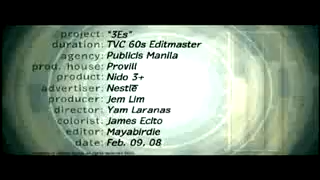 project: "3Es"
duration: TVC 60s Editmaster
agency: Publicis Manila
prod. house: Provill
product: Nido 3+
advertiser: Nestle
producer: Jem Lim
director: Yam Laranas
colorist: James Ecito
editor: Mayabirdie
date: Feb. 09, 08